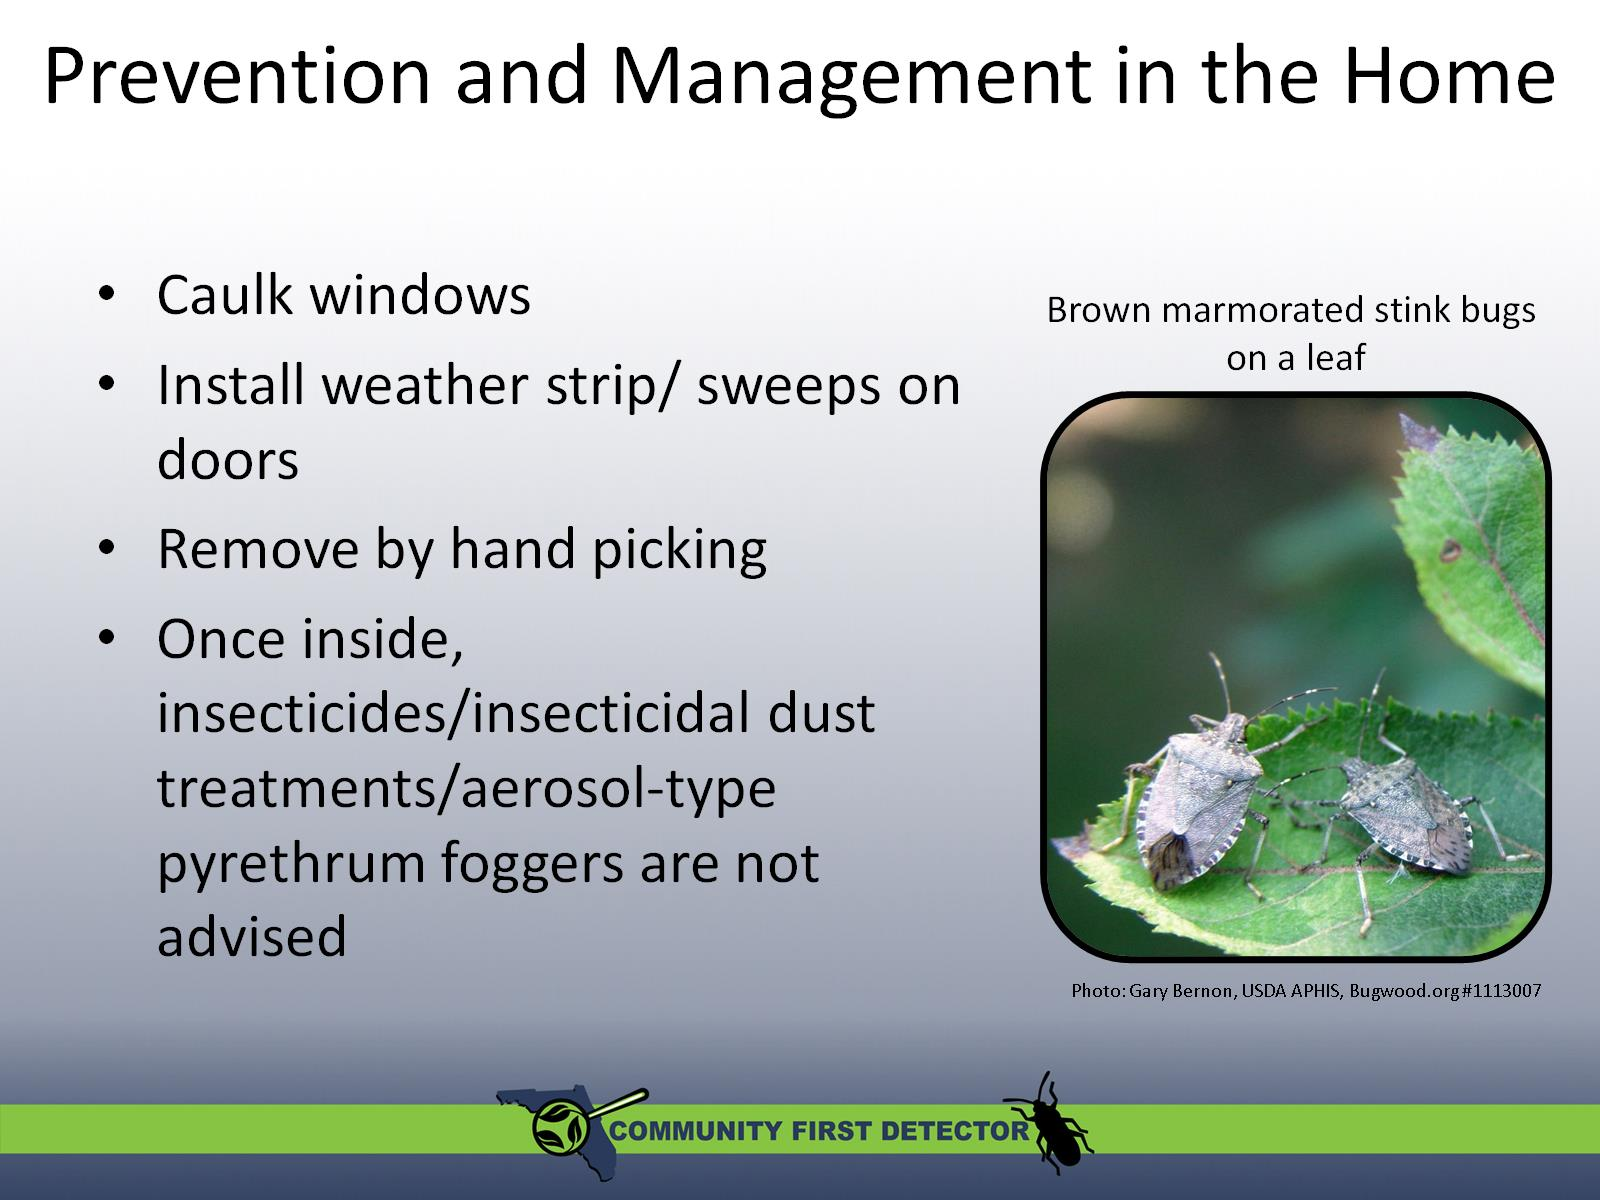 Prevention and Management in the Home
• Caulk windows
• Install weather strip/ sweeps on
doors
• Remove by hand picking
• Once inside,
insecticides/insecticidal dust
treatments/aerosol-type
pyrethrum foggers are not
advised
Brown marmorated stink bugs
on a leaf
Photo: Gary Bernon, USDA APHIS, Bugwood.org #1113007
COMMUNITY FIRST DETECTOR